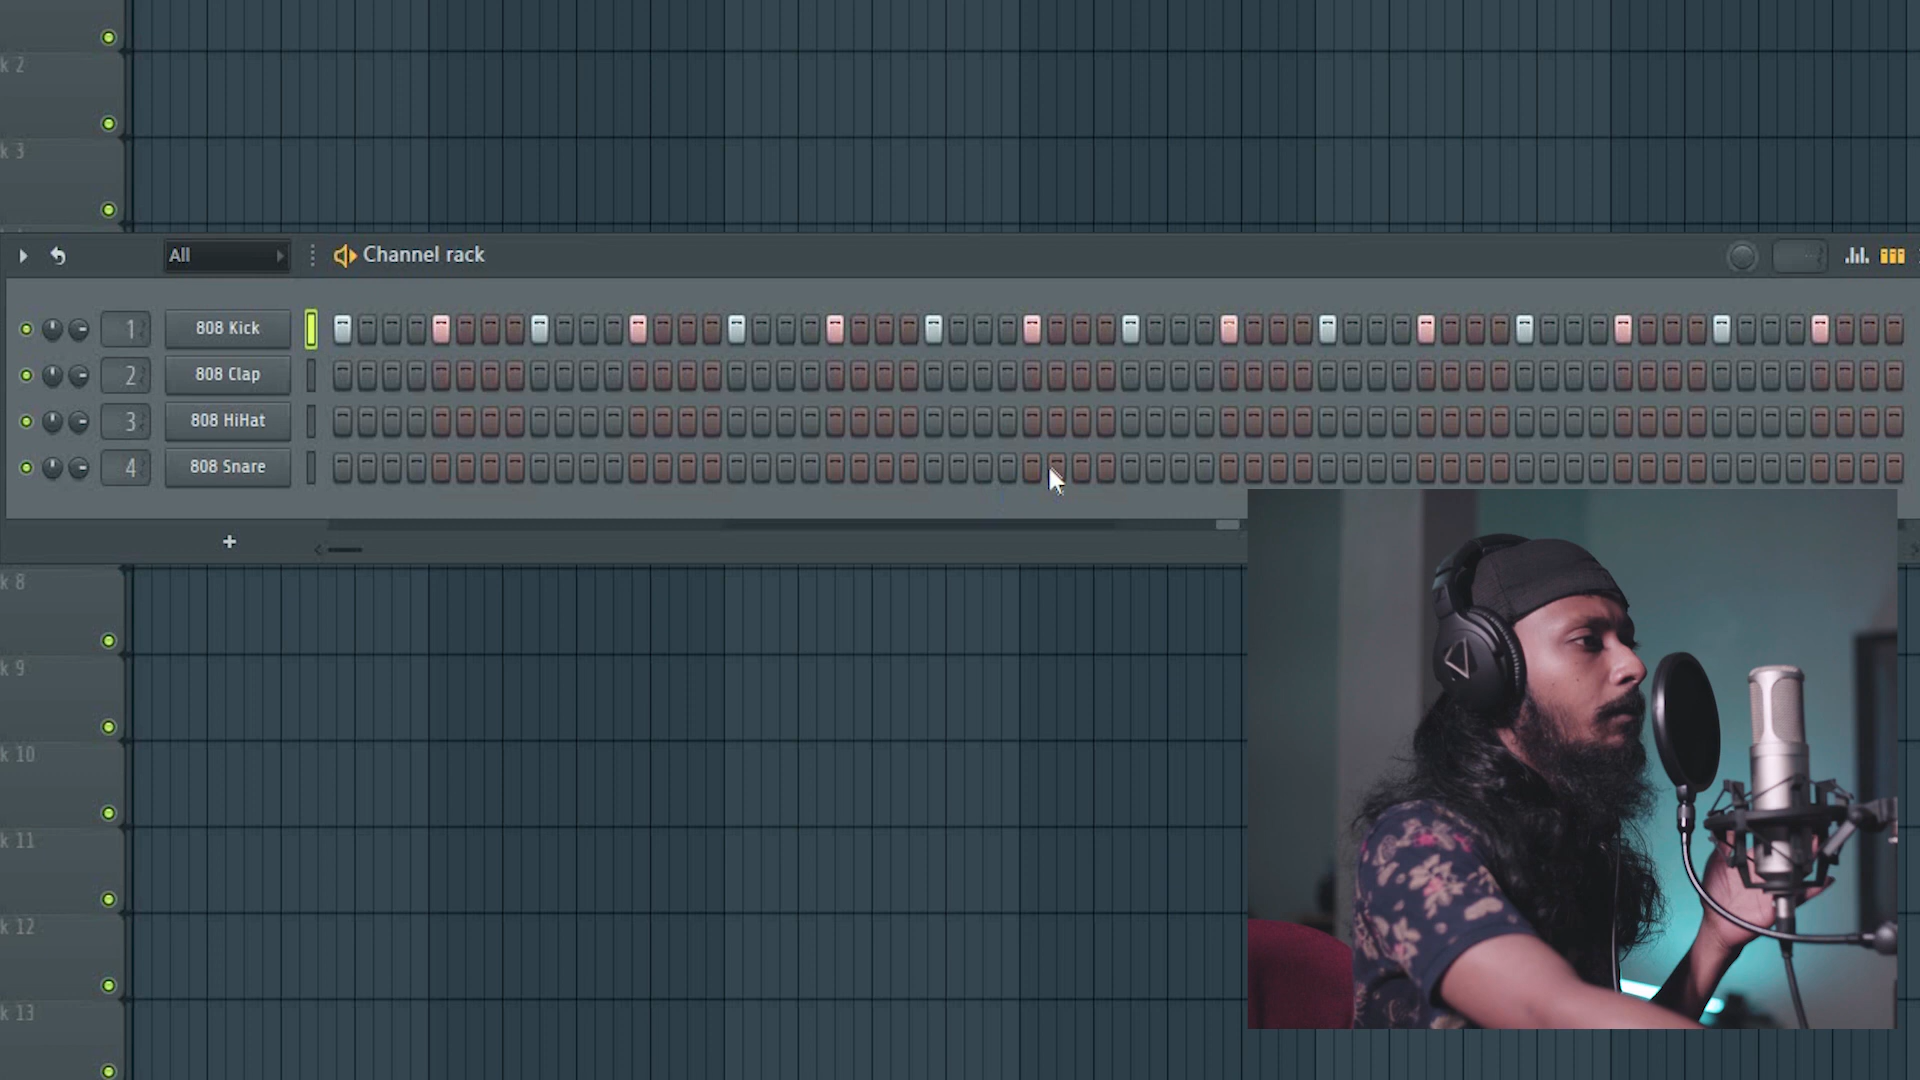 k 2
k 3
All
Channel rack
1 808 Kick
2 808 Clap
3 808 HiHat
4 808 Snare
+
k 8
k 9
k 10
k 11
k 12
k 13